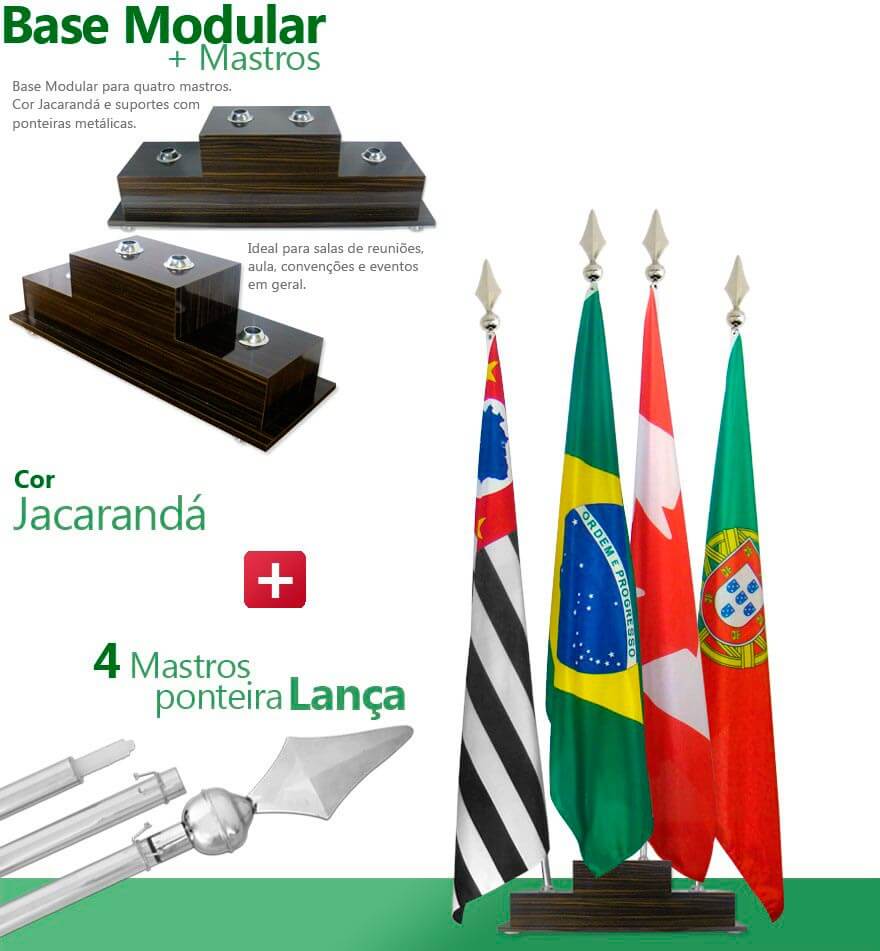 Base Modular
+ Mastros
Base Modular para quatro mastros.
Cor Jacarandá e suportes com
ponteiras metálicas.
Ideal para salas de reuniões,
aula, convenções e eventos
em geral.
Cor
Jacarandá
4 Mastros
ponteira Lança
ORDEM E PROGRESSO